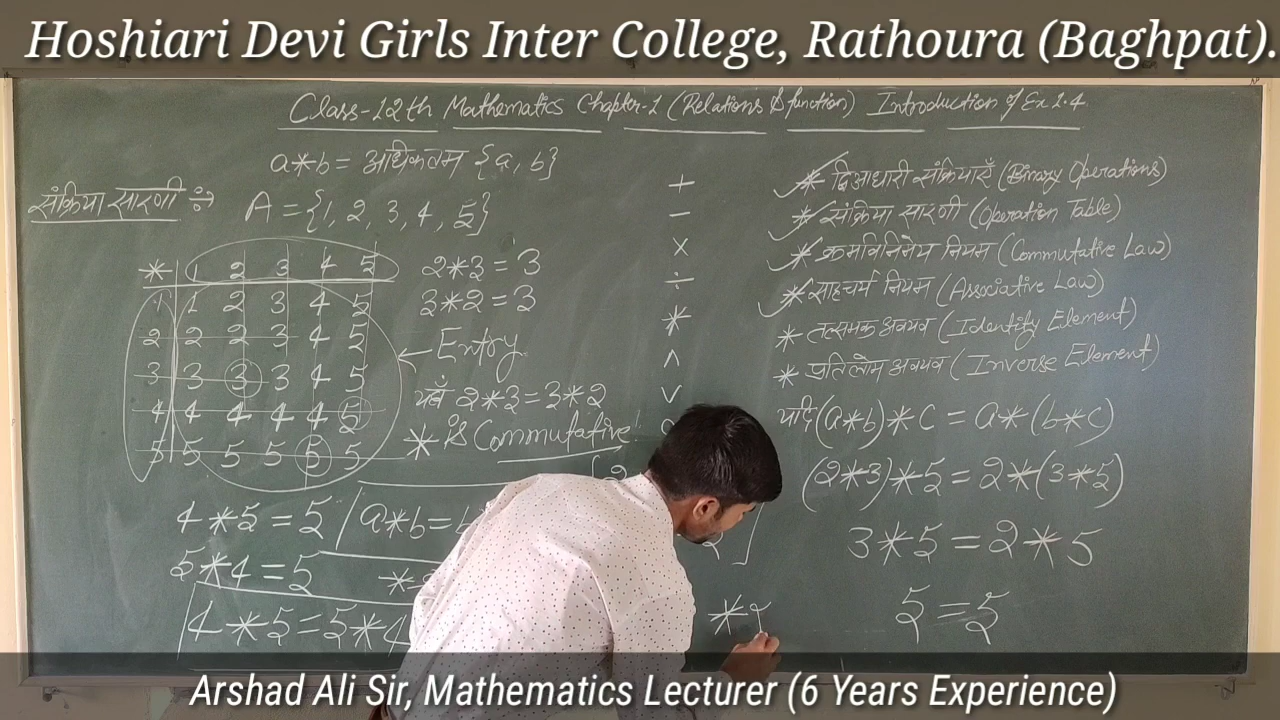 Hoshiari Devi Girls Inter College, Rathoura (Baghpat).
Class-12th Mathematics Chapter-1 (Relations & function) Introduction of Ex 1.4
a*b = अधिकतम {a, b}
संक्रिया सारणी ÷
A = {1, 2, 3, 4, 5}
* 1 2 3 4 5
1 1 2 3 4 5
2 2 2 3 4 5
3 3 3 3 4 5
4 4 4 4 4 5
5 5 5 5 5 5
2*3 = 3
3*2 = 3
← Entry
2*3 = 3*2
* is Commutative
4*5 = 5
a*b=
5*4 = 5
4*5=5*4
+
−
×
÷
*
∧
∨
* द्विआधारी संक्रियाएँ (Binary Operations)
* संक्रिया सारणी (Operation Table)
* क्रमविनिमेय नियम (Commutative Law)
* साहचर्य नियम (Associative Law)
* तत्समक अवयव (Identify Element)
* प्रतिलोम अवयव (Inverse Element)
यदि (a*b)*c = a*(b*c)
(2*3)*5 = 2*(3*5)
3*5 = 2*5
5 = 5
Arshad Ali Sir, Mathematics Lecturer (6 Years Experience)